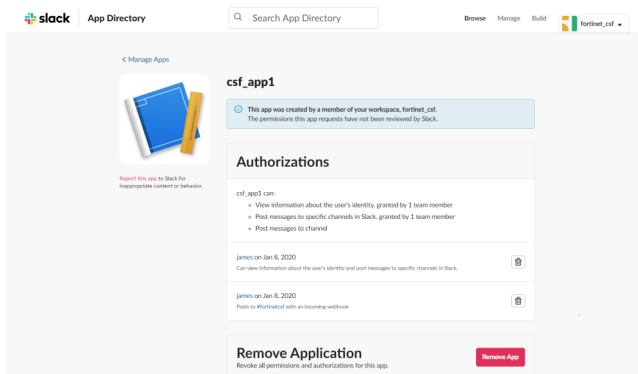 slack App Directory
Search App Directory
Browse Manage Build fortinet_csf
Manage Apps
csf_app1
This app was created by a member of your workspace, fortinet_csf.
The permissions this app requests have not been reviewed by Slack.
Report this app to Slack for
inappropriate content or behavior.
Authorizations
csf_app1 can:
View information about the user's identity, granted by 1 team member
Post messages to specific channels in Slack, granted by 1 team member
Post messages to channel
james on Jan 8, 2020
Can view information about the user's identity and post messages to specific channels in Slack.
james on Jan 8, 2020
Posts to #fortinetcsf with an incoming webhook
Remove Application
Revoke all permissions and authorizations for this app.
Remove App